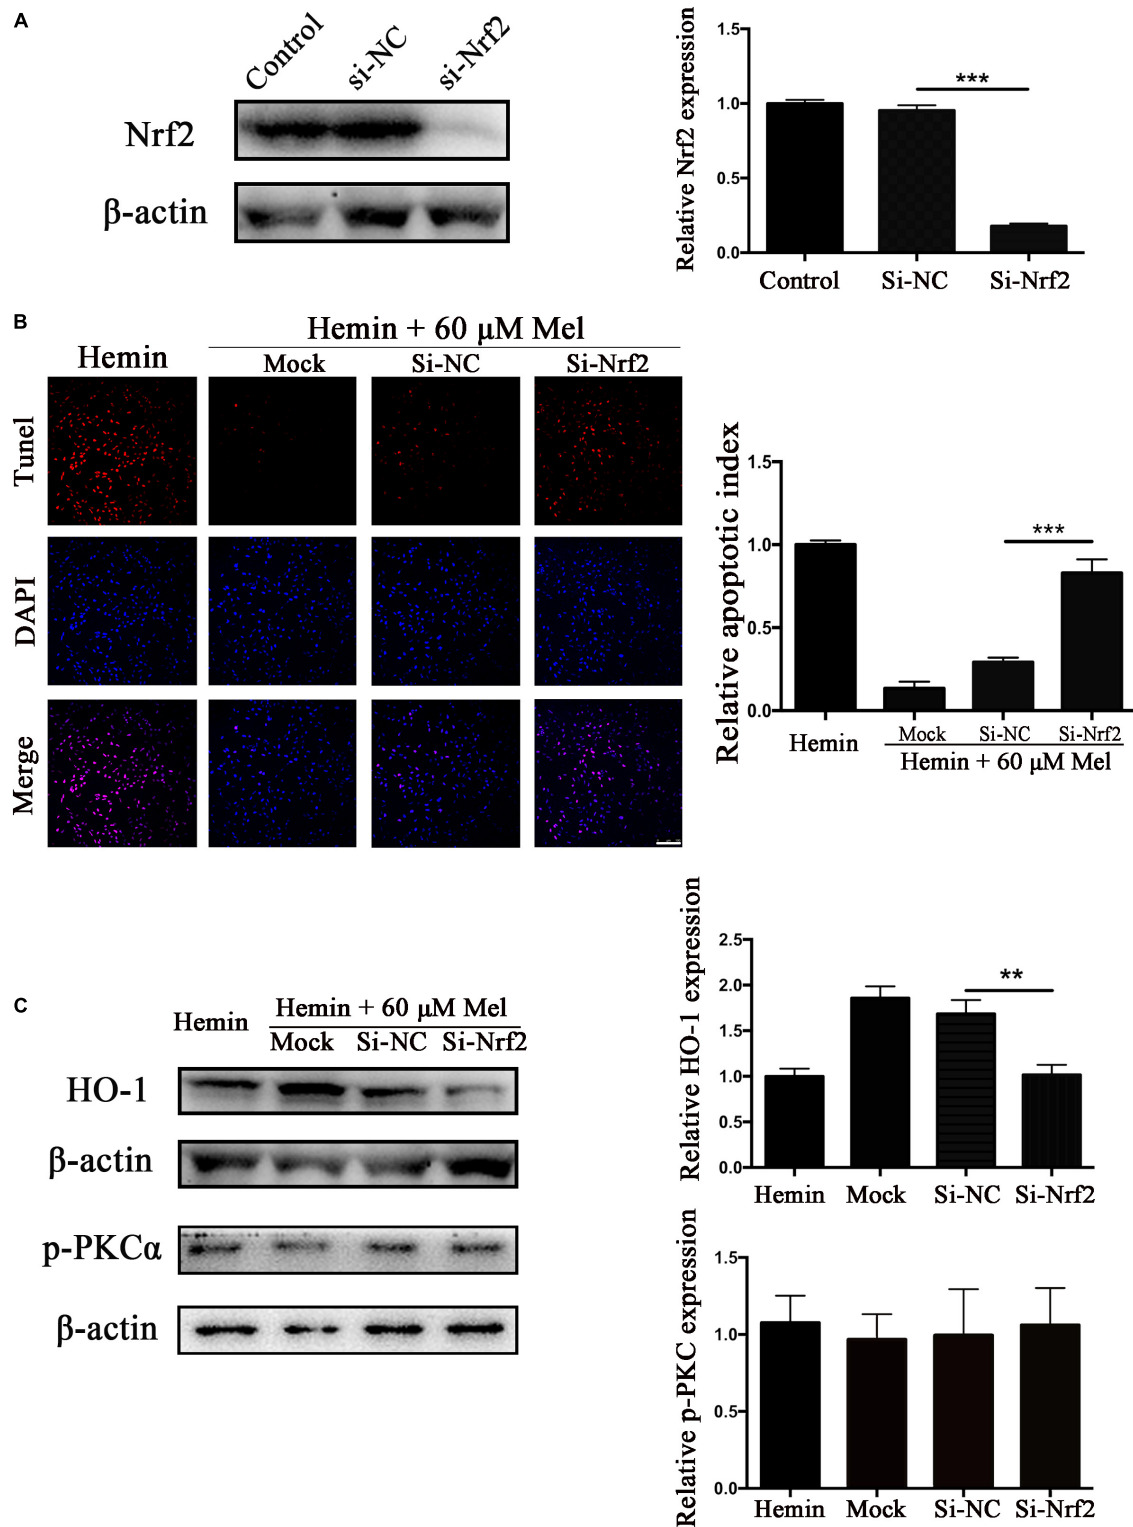 A
Control si-NC si-Nrf2
Nrf2
β-actin
Relative Nrf2 expression
1.5
1.0
0.5
0.0
***
Control Si-NC Si-Nrf2
B
Hemin + 60 μM Mel
Hemin Mock Si-NC Si-Nrf2
Tunel
DAPI
Merge
Relative apoptotic index
1.5
1.0
0.5
0.0
***
Hemin Mock Si-NC Si-Nrf2
Hemin + 60 μM Mel
C
Hemin + 60 μM Mel
Hemin Mock Si-NC Si-Nrf2
HO-1
β-actin
p-PKCα
β-actin
Relative HO-1 expression
2.5
2.0
1.5
1.0
0.5
0.0
**
Hemin Mock Si-NC Si-Nrf2
Relative p-PKC expression
1.5
1.0
0.5
0.0
Hemin Mock Si-NC Si-Nrf2